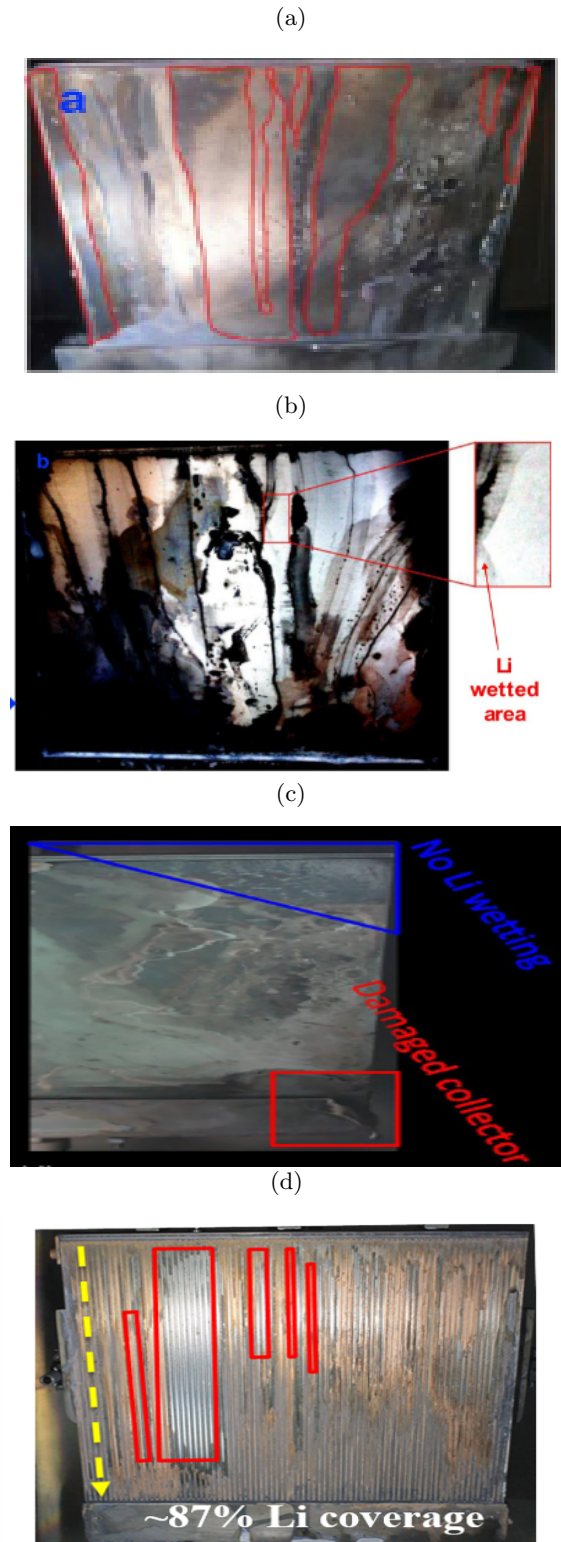 (a)
a
(b)
b
Li
wetted
area
(c)
No Li wetting
Damaged collector
(d)
~87% Li coverage